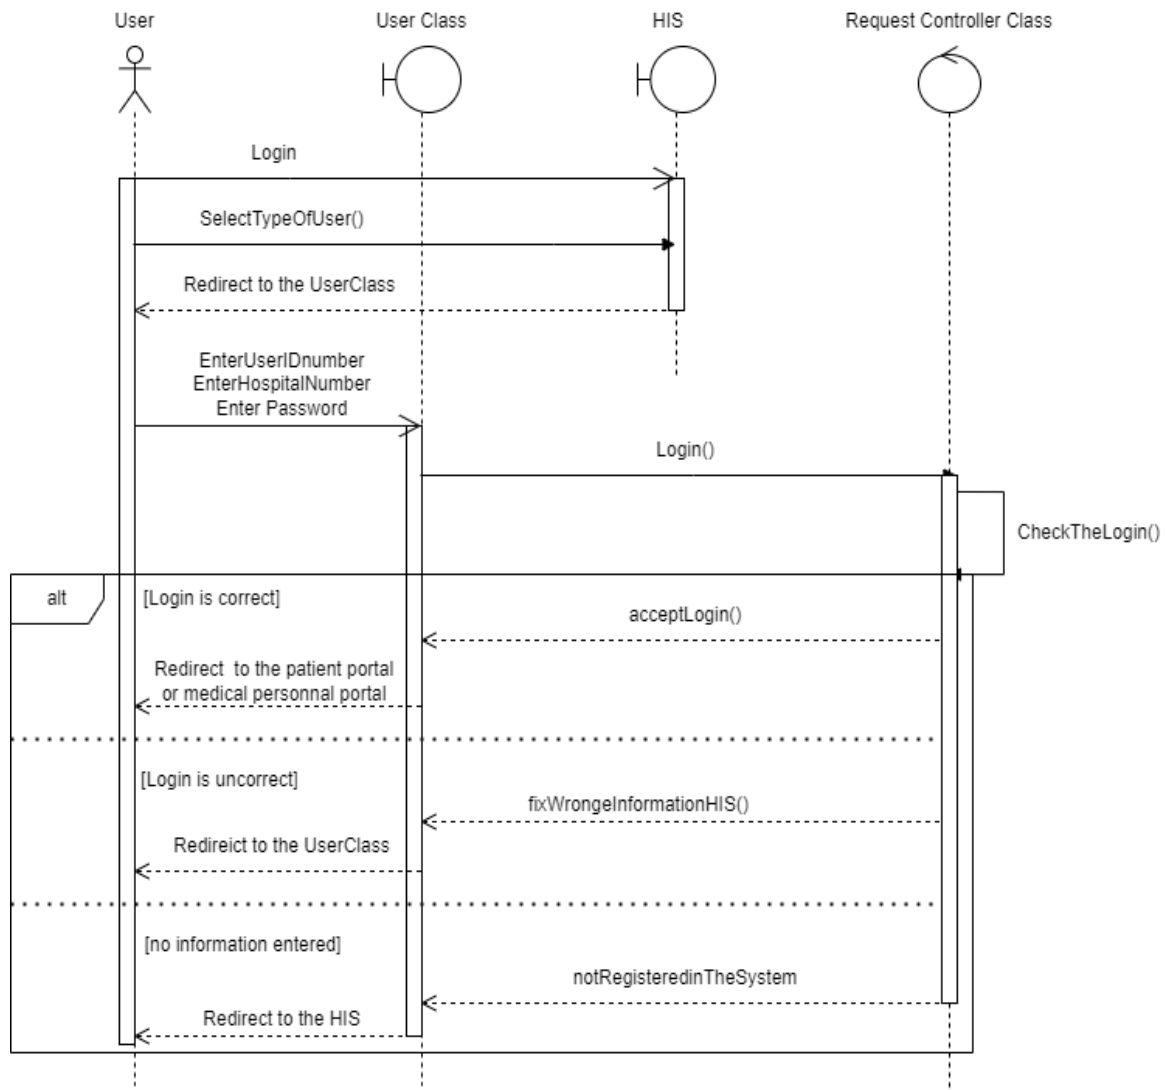 User
User Class
HIS
Request Controller Class
Login
SelectTypeOfUser()
Redirect to the UserClass
EnterUserIDnumber
EnterHospitalNumber
Enter Password
Login()
CheckTheLogin()
alt
[Login is correct]
acceptLogin()
Redirect to the patient portal
or medical personnal portal
[Login is uncorrect]
fixWrongeInformationHIS()
Redireict to the UserClass
[no information entered]
notRegisteredinTheSystem
Redirect to the HIS